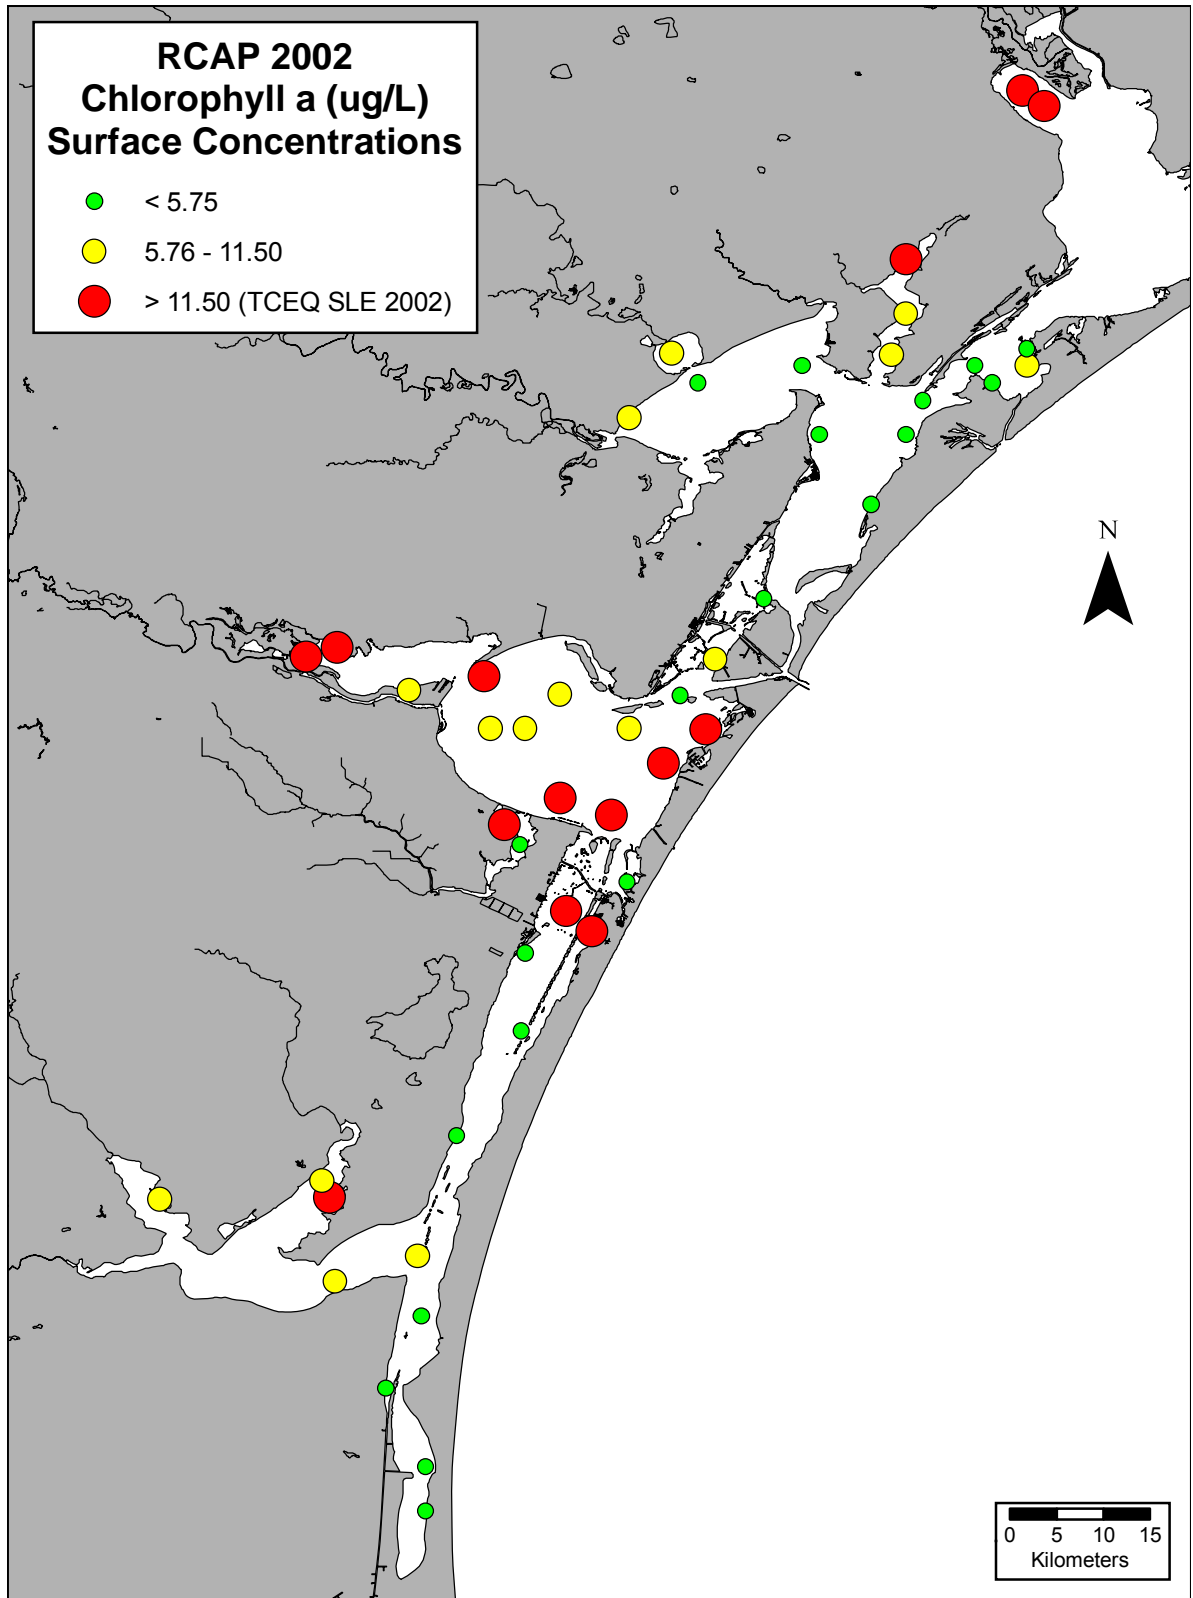 RCAP 2002
Chlorophyll a (ug/L)
Surface Concentrations
< 5.75
5.76 - 11.50
> 11.50 (TCEQ SLE 2002)
N
0 5 10 15
Kilometers